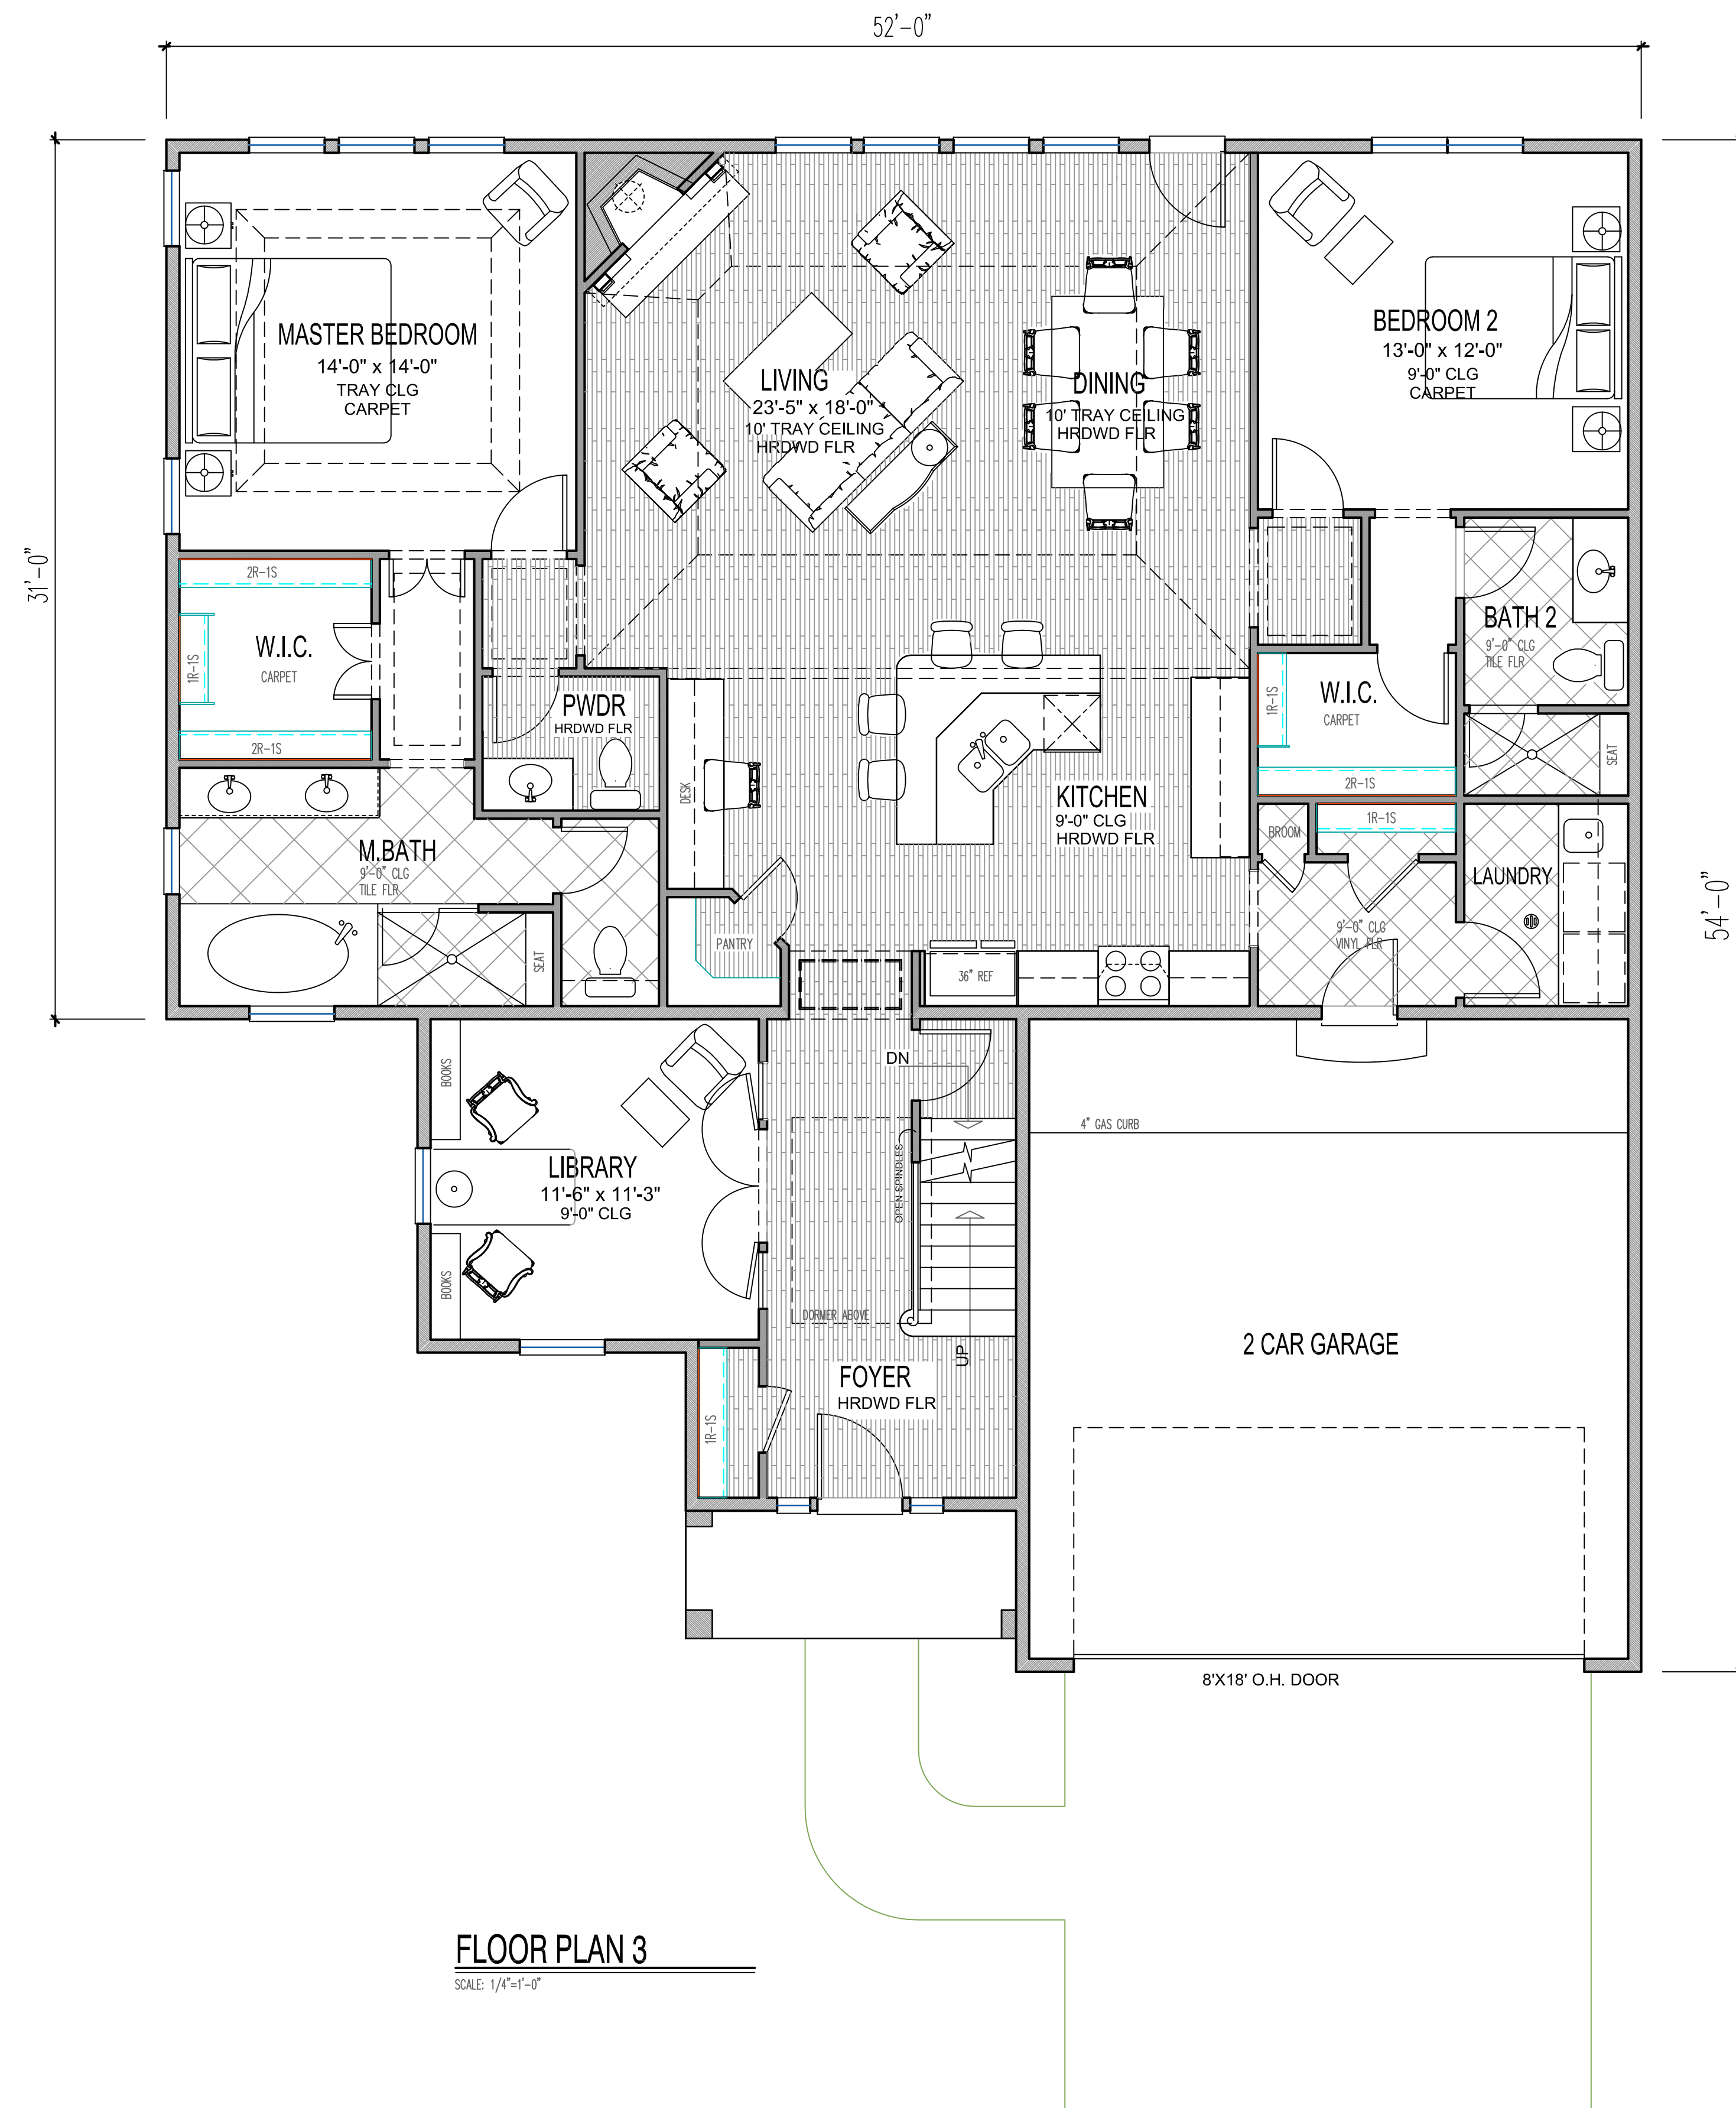 52'-0"
31'-0"
54'-0"
MASTER BEDROOM
14'-0" x 14'-0"
TRAY CLG
CARPET
LIVING
23'-5" x 18'-0"
10' TRAY CEILING
HRDWD FLR
DINING
10' TRAY CEILING
HRDWD FLR
BEDROOM 2
13'-0" x 12'-0"
9'-0" CLG
CARPET
2R-1S
1R-1S
W.I.C.
CARPET
2R-1S
PWDR
HRDWD FLR
DESK
KITCHEN
9'-0" CLG
HRDWD FLR
BATH 2
9'-0" CLG
TILE FLR
1R-1S
W.I.C.
CARPET
2R-1S
SEAT
M.BATH
9'-0" CLG
TILE FLR
SEAT
PANTRY
36" REF
BROOM
1R-1S
LAUNDRY
9'-0" CLG
VINYL FLR
BOOKS
LIBRARY
11'-6" x 11'-3"
9'-0" CLG
BOOKS
DN
OPEN SPINDLES
DORMER ABOVE
UP
4" GAS CURB
2 CAR GARAGE
1R-1S
FOYER
HRDWD FLR
8'X18' O.H. DOOR
FLOOR PLAN 3
SCALE: 1/4"=1'-0"